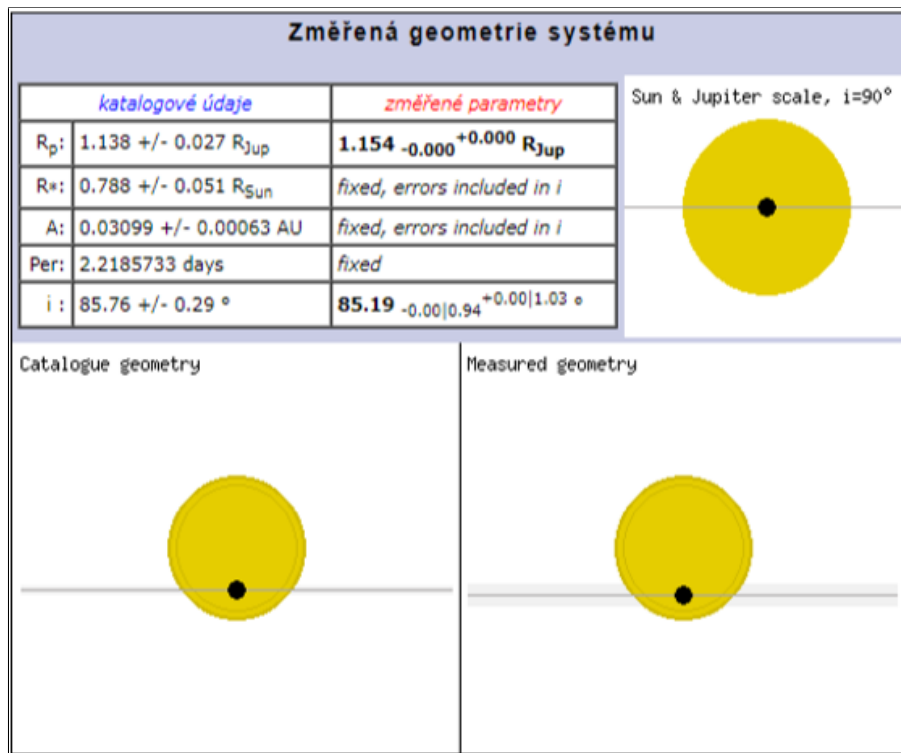 Změřená geometrie systému
katalogové údaje změřené parametry
Rp: 1.138 +/- 0.027 RJup 1.154 -0.000+0.000 RJup
R*: 0.788 +/- 0.051 RSun fixed, errors included in i
A: 0.03099 +/- 0.00063 AU fixed, errors included in i
Per: 2.2185733 days fixed
i : 85.76 +/- 0.29 ° 85.19 -0.00|0.94+0.00|1.03 °
Sun & Jupiter scale, i=90°
Catalogue geometry
Measured geometry